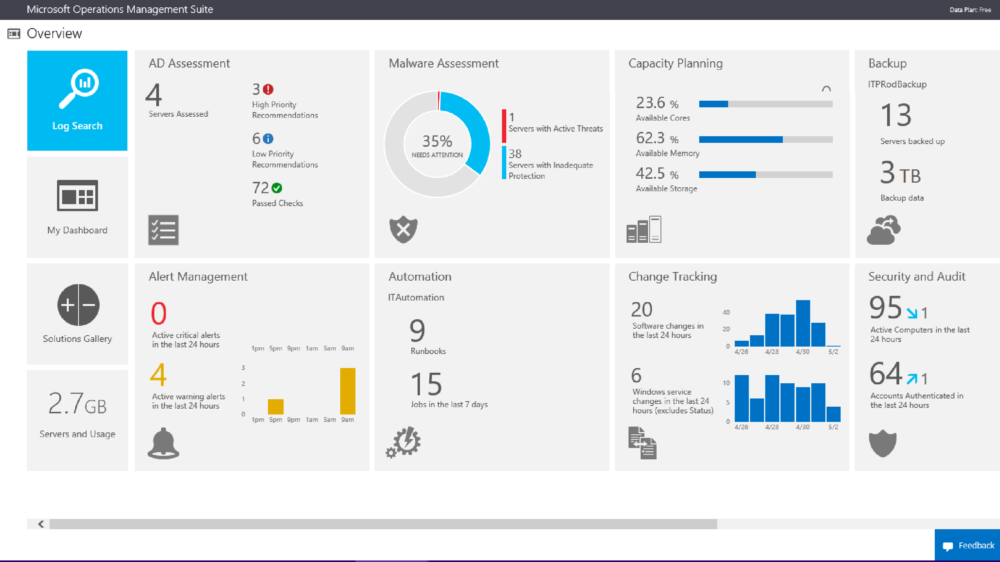 Microsoft Operations Management Suite
Data Plan: Free
Overview
Log Search
My Dashboard
Solutions Gallery
2.7GB
Servers and Usage
AD Assessment
4
Servers Assessed
3
High Priority
Recommendations
6
Low Priority
Recommendations
72
Passed Checks
Malware Assessment
35%
NEEDS ATTENTION
1
Servers with Active Threats
38
Servers with Inadequate
Protection
Capacity Planning
23.6 %
Available Cores
62.3 %
Available Memory
42.5 %
Available Storage
Backup
ITPRodBackup
13
Servers backed up
3 TB
Backup data
Alert Management
0
Active critical alerts
in the last 24 hours
1pm 5pm 9pm 1am 5am 9am
4
Active warning alerts
in the last 24 hours
3
2
1
0
1pm 5pm 9pm 1am 5am 9am
Automation
ITAutomation
9
Runbooks
15
Jobs in the last 7 days
Change Tracking
20
Software changes in
the last 24 hours
40
20
0
4/26 4/28 4/30 5/2
6
Windows service
changes in the last 24
hours (excludes Status)
10
5
0
4/26 4/28 4/30 5/2
Security and Audit
95 1
Active Computers in the last
24 hours
64 1
Accounts Authenticated in
the last 24 hours
Feedback